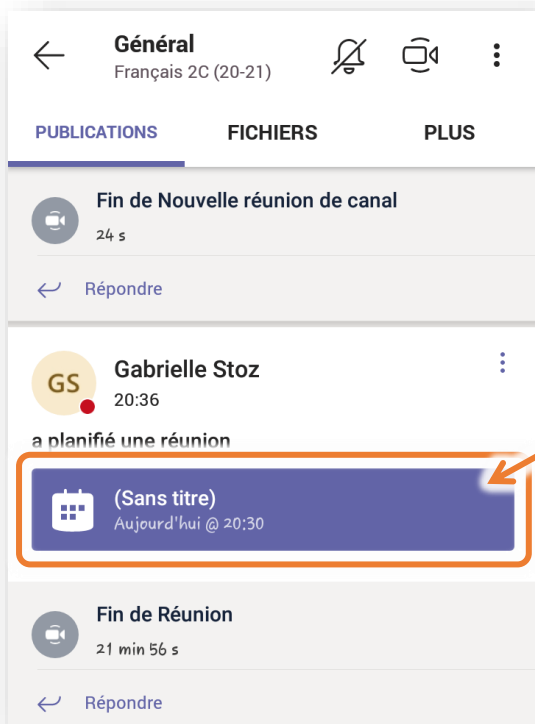 Général
Français 2C (20-21)
PUBLICATIONS FICHIERS PLUS
Fin de Nouvelle réunion de canal
24 s
Répondre
GS
Gabrielle Stoz
20:36
a planifié une réunion
(Sans titre)
Aujourd'hui @ 20:30
Fin de Réunion
21 min 56 s
Répondre